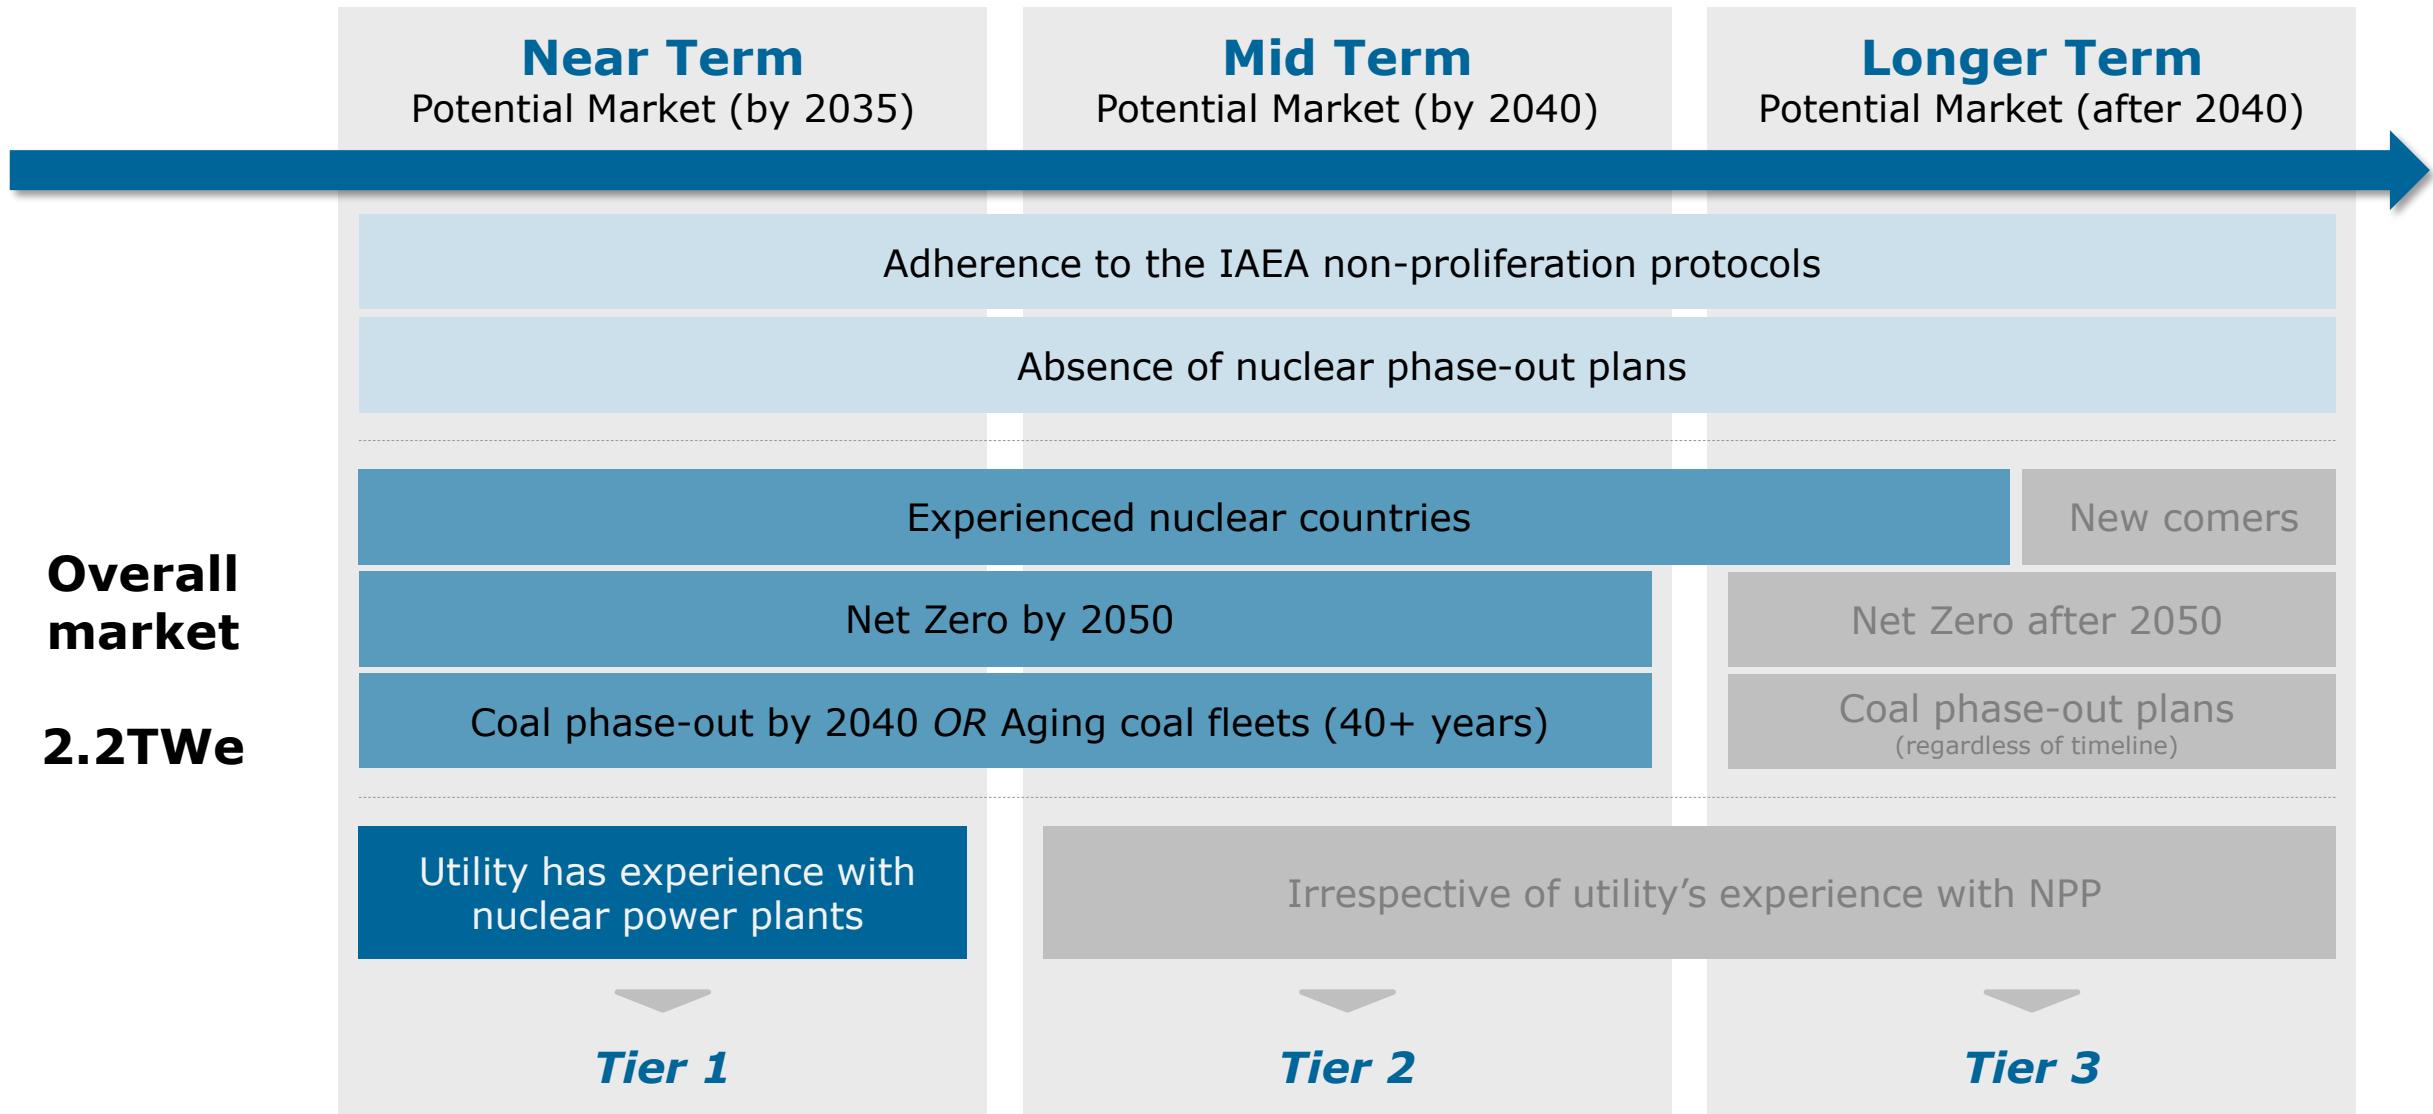 Near Term
Potential Market (by 2035)
Mid Term
Potential Market (by 2040)
Longer Term
Potential Market (after 2040)
Adherence to the IAEA non-proliferation protocols
Absence of nuclear phase-out plans
Overall
market
2.2TWe
Experienced nuclear countries
New comers
Net Zero by 2050
Net Zero after 2050
Coal phase-out by 2040 OR Aging coal fleets (40+ years)
Coal phase-out plans
(regardless of timeline)
Utility has experience with
nuclear power plants
Irrespective of utility’s experience with NPP
Tier 1
Tier 2
Tier 3